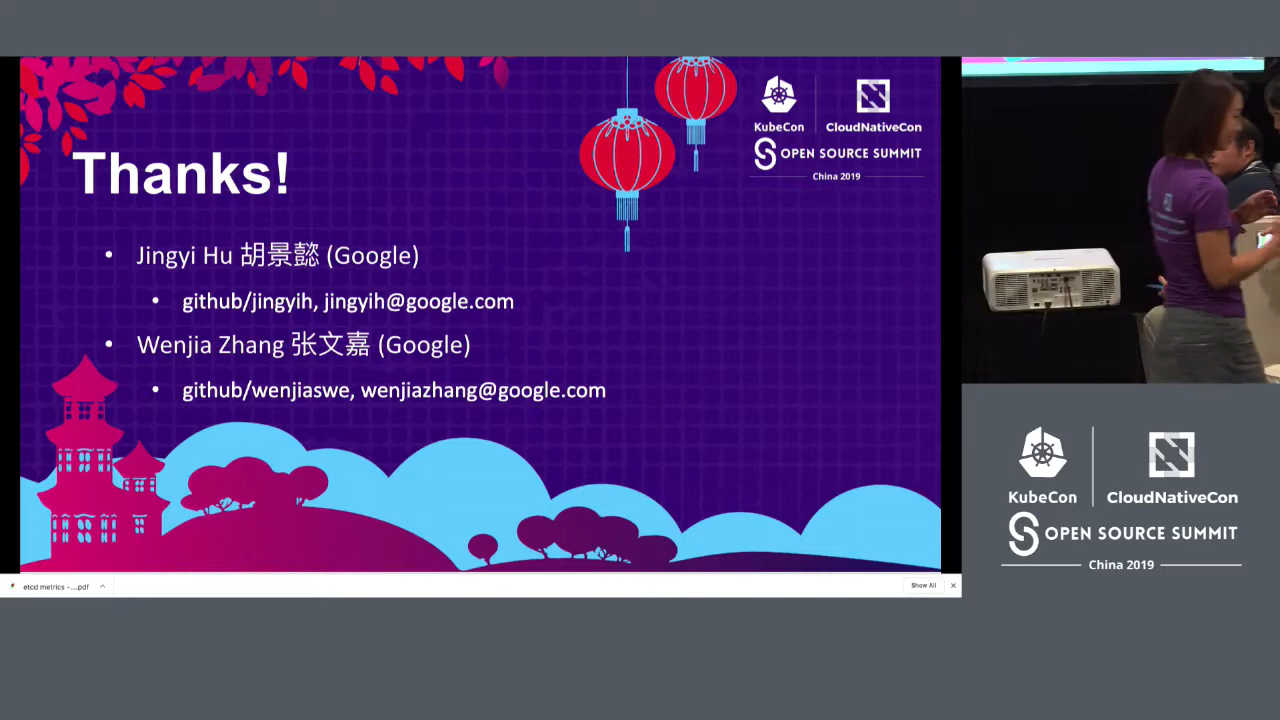 KubeCon
CloudNativeCon
OPEN SOURCE SUMMIT
China 2019
Thanks!
• Jingyi Hu 胡景懿 (Google)
• github/jingyih, jingyih@google.com
• Wenjia Zhang 张文嘉 (Google)
• github/wenjiaswe, wenjiazhang@google.com
etcd metrics -....pdf
Show All
KubeCon
CloudNativeCon
OPEN SOURCE SUMMIT
China 2019